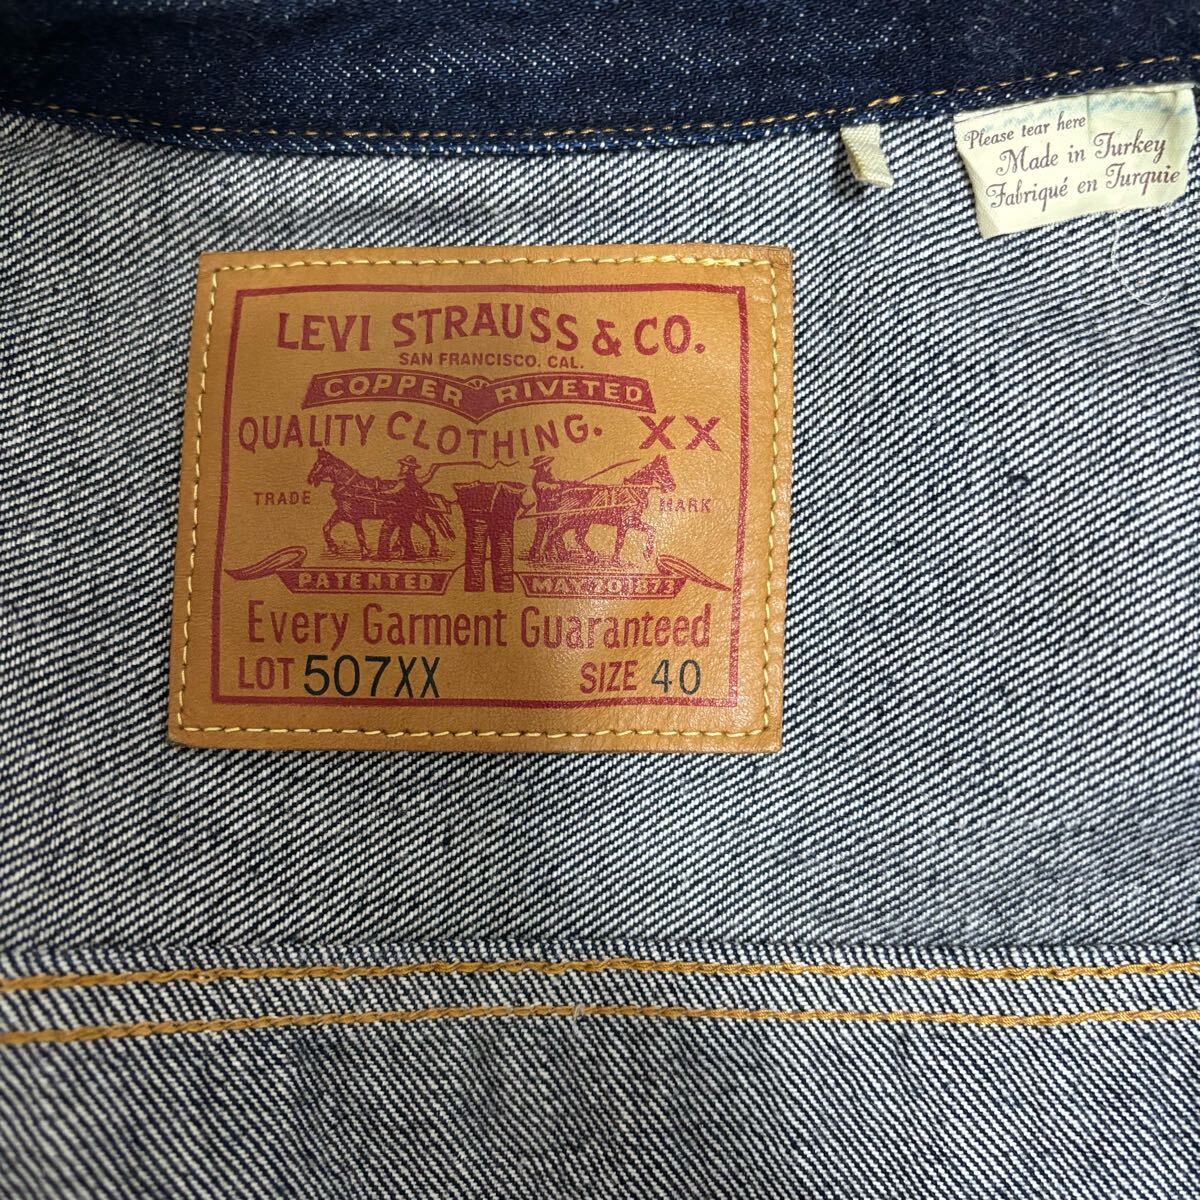 Please tear here
Made in Turkey
Fabriqué en Turquie
LEVI STRAUSS & CO.
SAN FRANCISCO. CAL.
COPPER RIVETED
QUALITY CLOTHING. XX
TRADE MARK
PATENTED MAY 20 1873
Every Garment Guaranteed
LOT 507XX SIZE 40